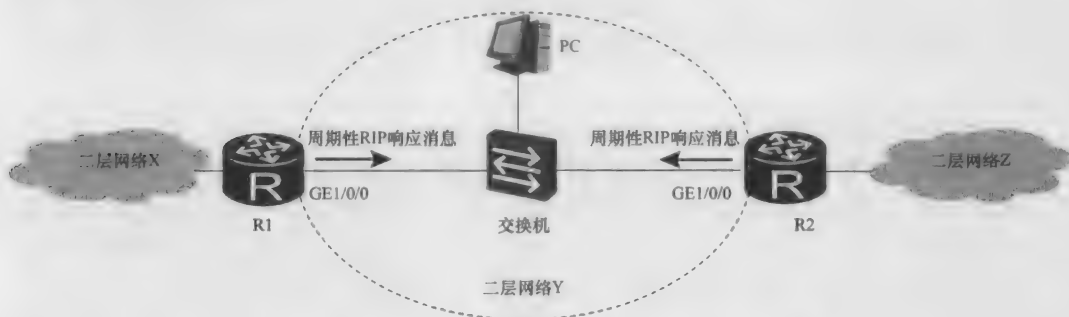 PC
周期性RIP响应消息
周期性RIP响应消息
二层网络X
二层网络Z
R
R
GE1/0/0
GE1/0/0
R1
交换机
R2
二层网络Y